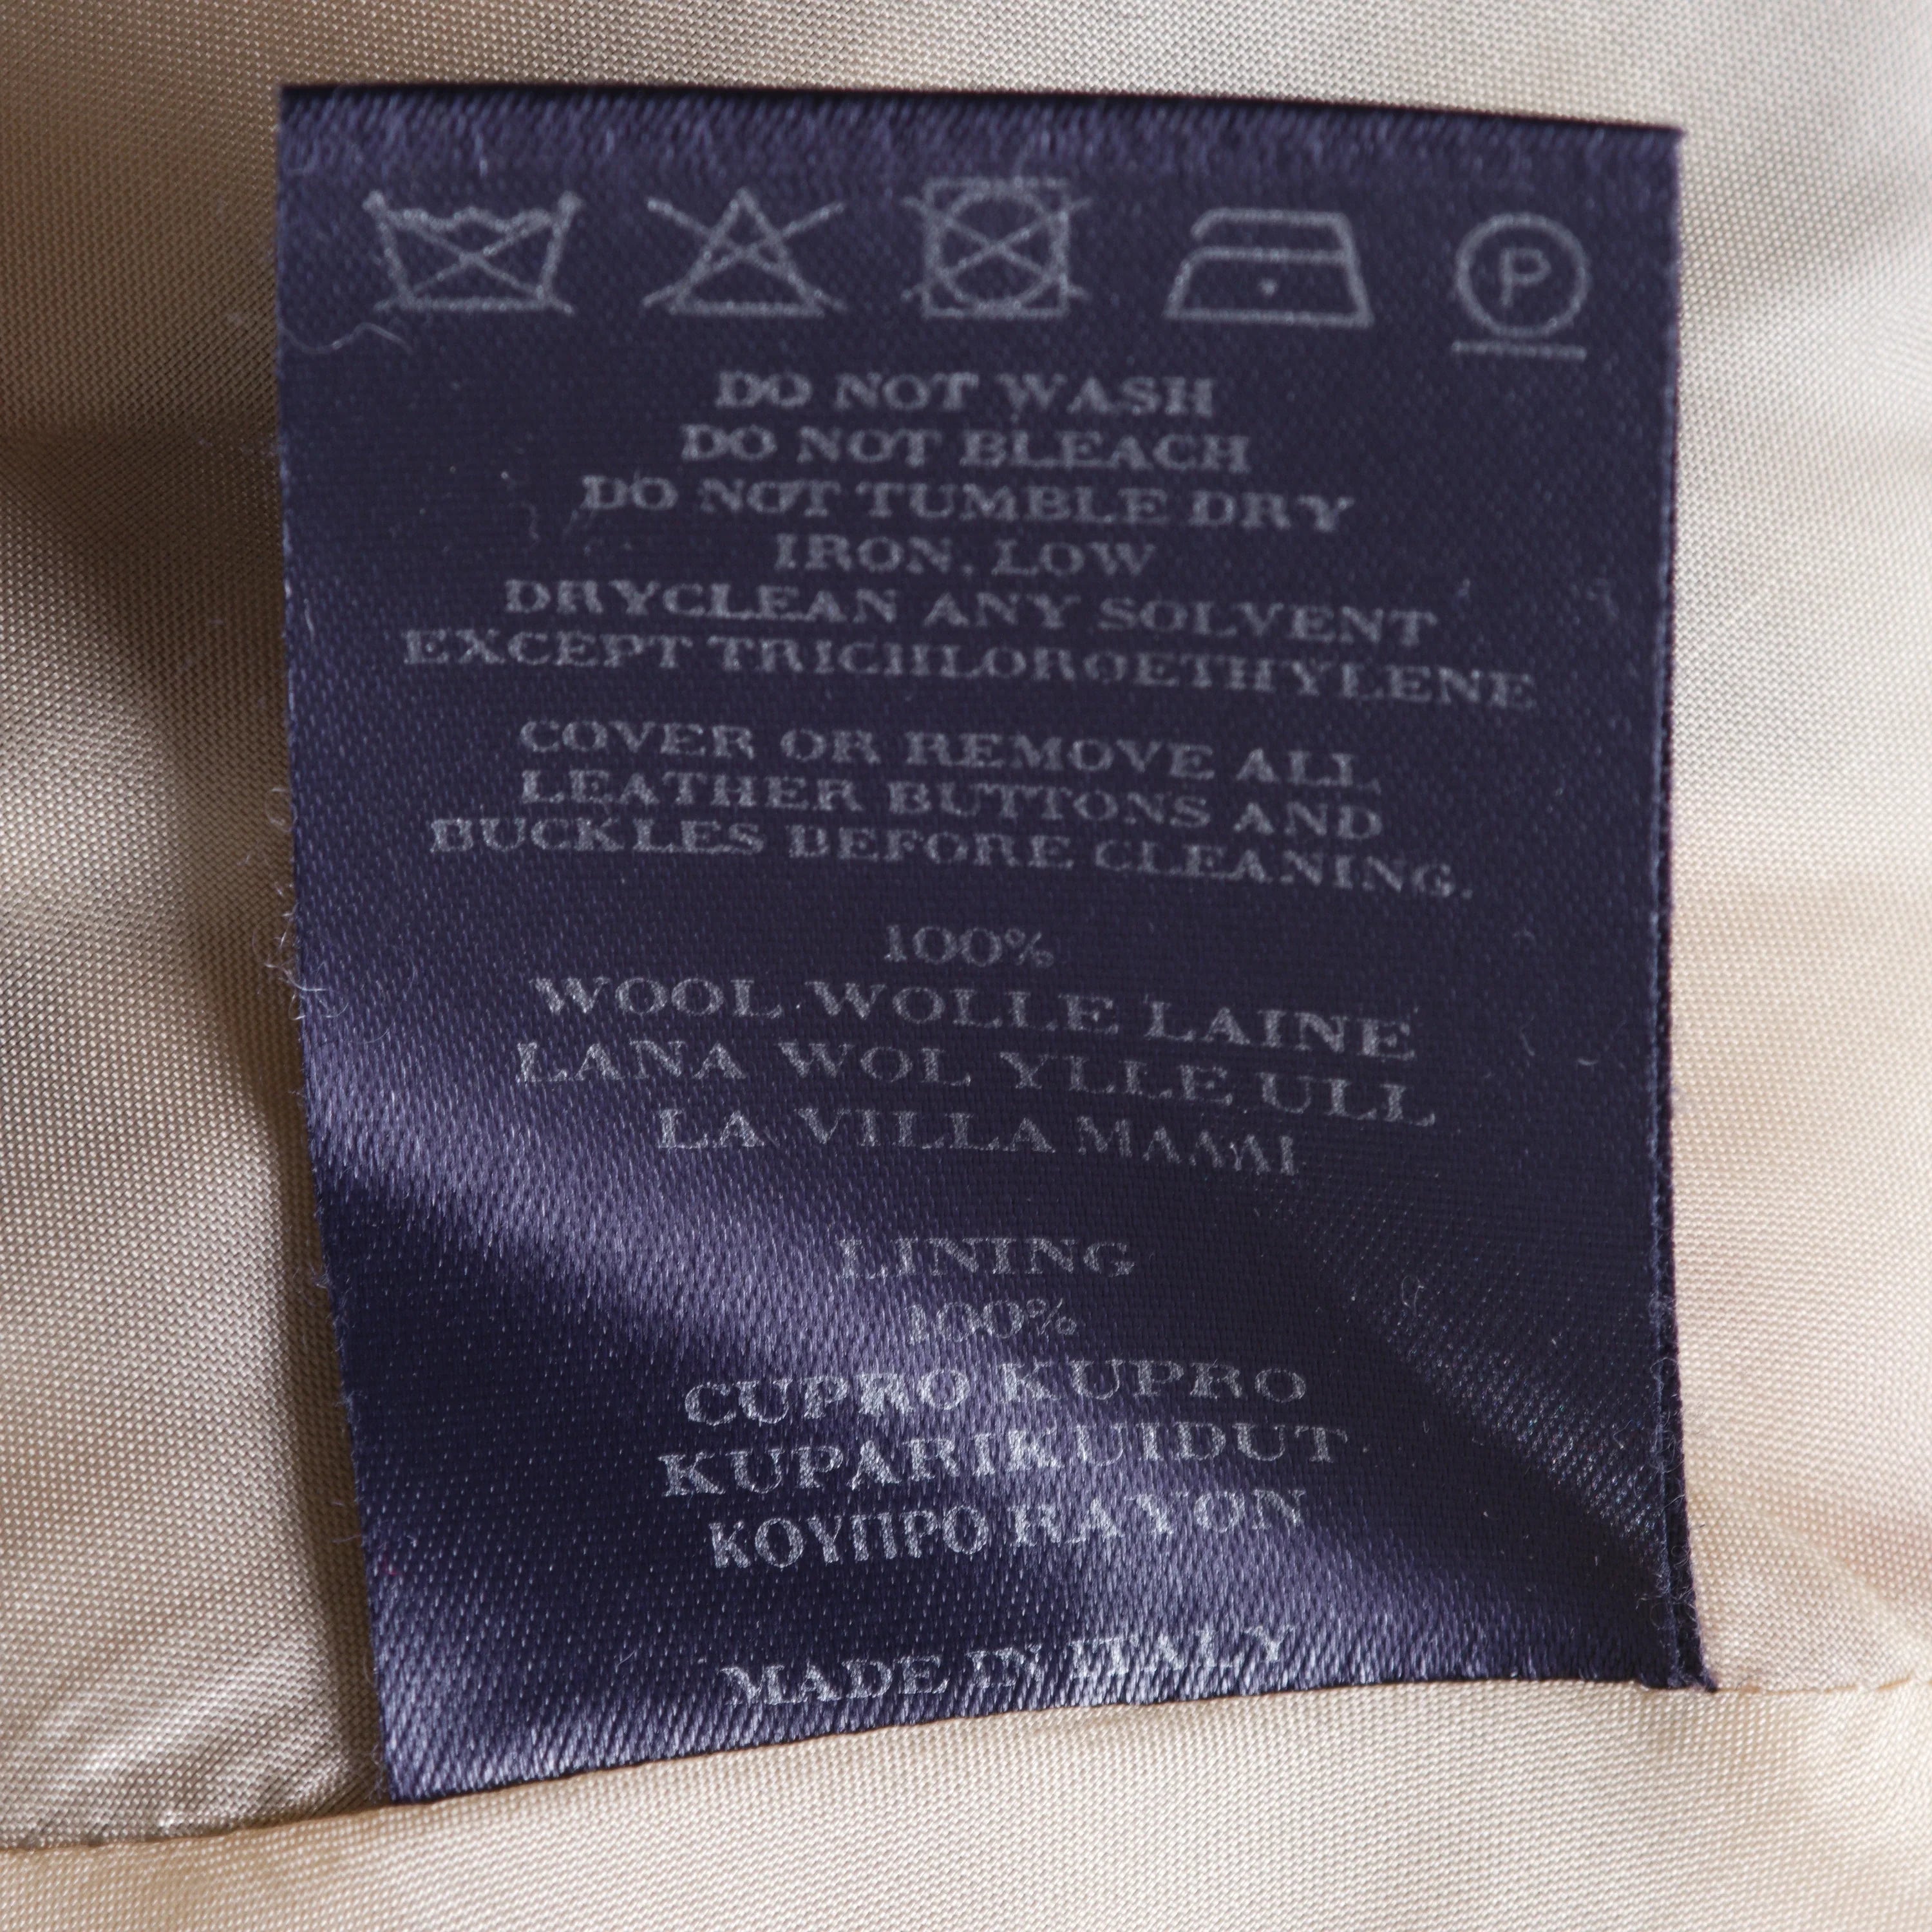 P
DO NOT WASH
DO NOT BLEACH
DO NOT TUMBLE DRY
IRON, LOW
DRYCLEAN ANY SOLVENT
EXCEPT TRICHLOROETHYLENE
COVER OR REMOVE ALL
LEATHER BUTTONS AND
BUCKLES BEFORE CLEANING.
100%
WOOL WOLLE LAINE
LANA WOL YLLE ULL
LA VILLA ΜΑΛΛΙ
LINING
100%
CUPRO KUPRO
KUPARIKUIDUT
ΚΟΥΠΡΟ RAYON
MADE IN ITALY